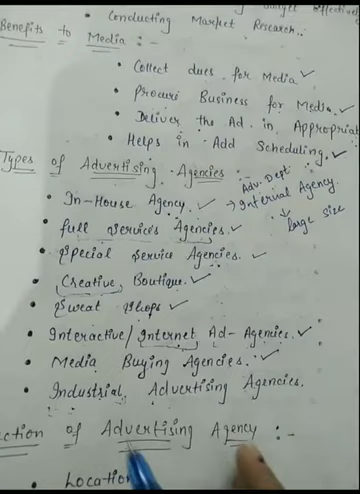 Budget effectively
• Conducting Market Research.
Benefits to Media :-
• Collect dues for Media ✓
• Procure Business for Media ✓
• Deliver the Ad. in Appropriat
• Helps in Add Scheduling. ✓
Types of Advertising Agencies :-
Adv. Dept
• In-House Agency. ✓ → Internal Agency.
↓
large size
• full Services Agencies. ✓
• Special Service Agencies. ✓
• Creative Boutique. ✓
• Sweat Shops ✓
• Interactive/Internet Ad-Agencies. ✓
• Media Buying Agencies. ✓
• Industrial Advertising Agencies.
ction of Advertising Agency :-
• Location